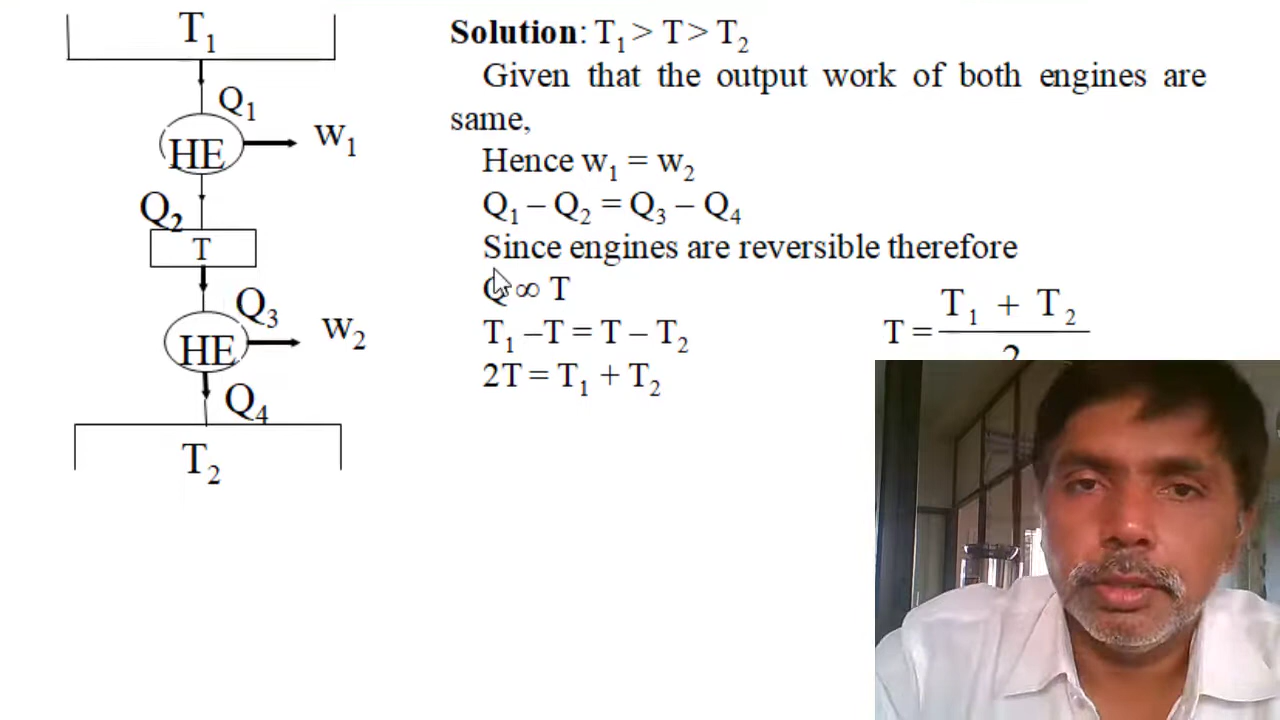 T₁
Q₁
HE
w₁
Q₂
T
Q₃
HE
w₂
Q₄
T₂
Solution: T₁ > T > T₂
Given that the output work of both engines are
same,
Hence w₁ = w₂
Q₁ – Q₂ = Q₃ – Q₄
Since engines are reversible therefore
Q ∞ T
T₁ –T = T – T₂
2T = T₁ + T₂
T = T₁ + T₂
2